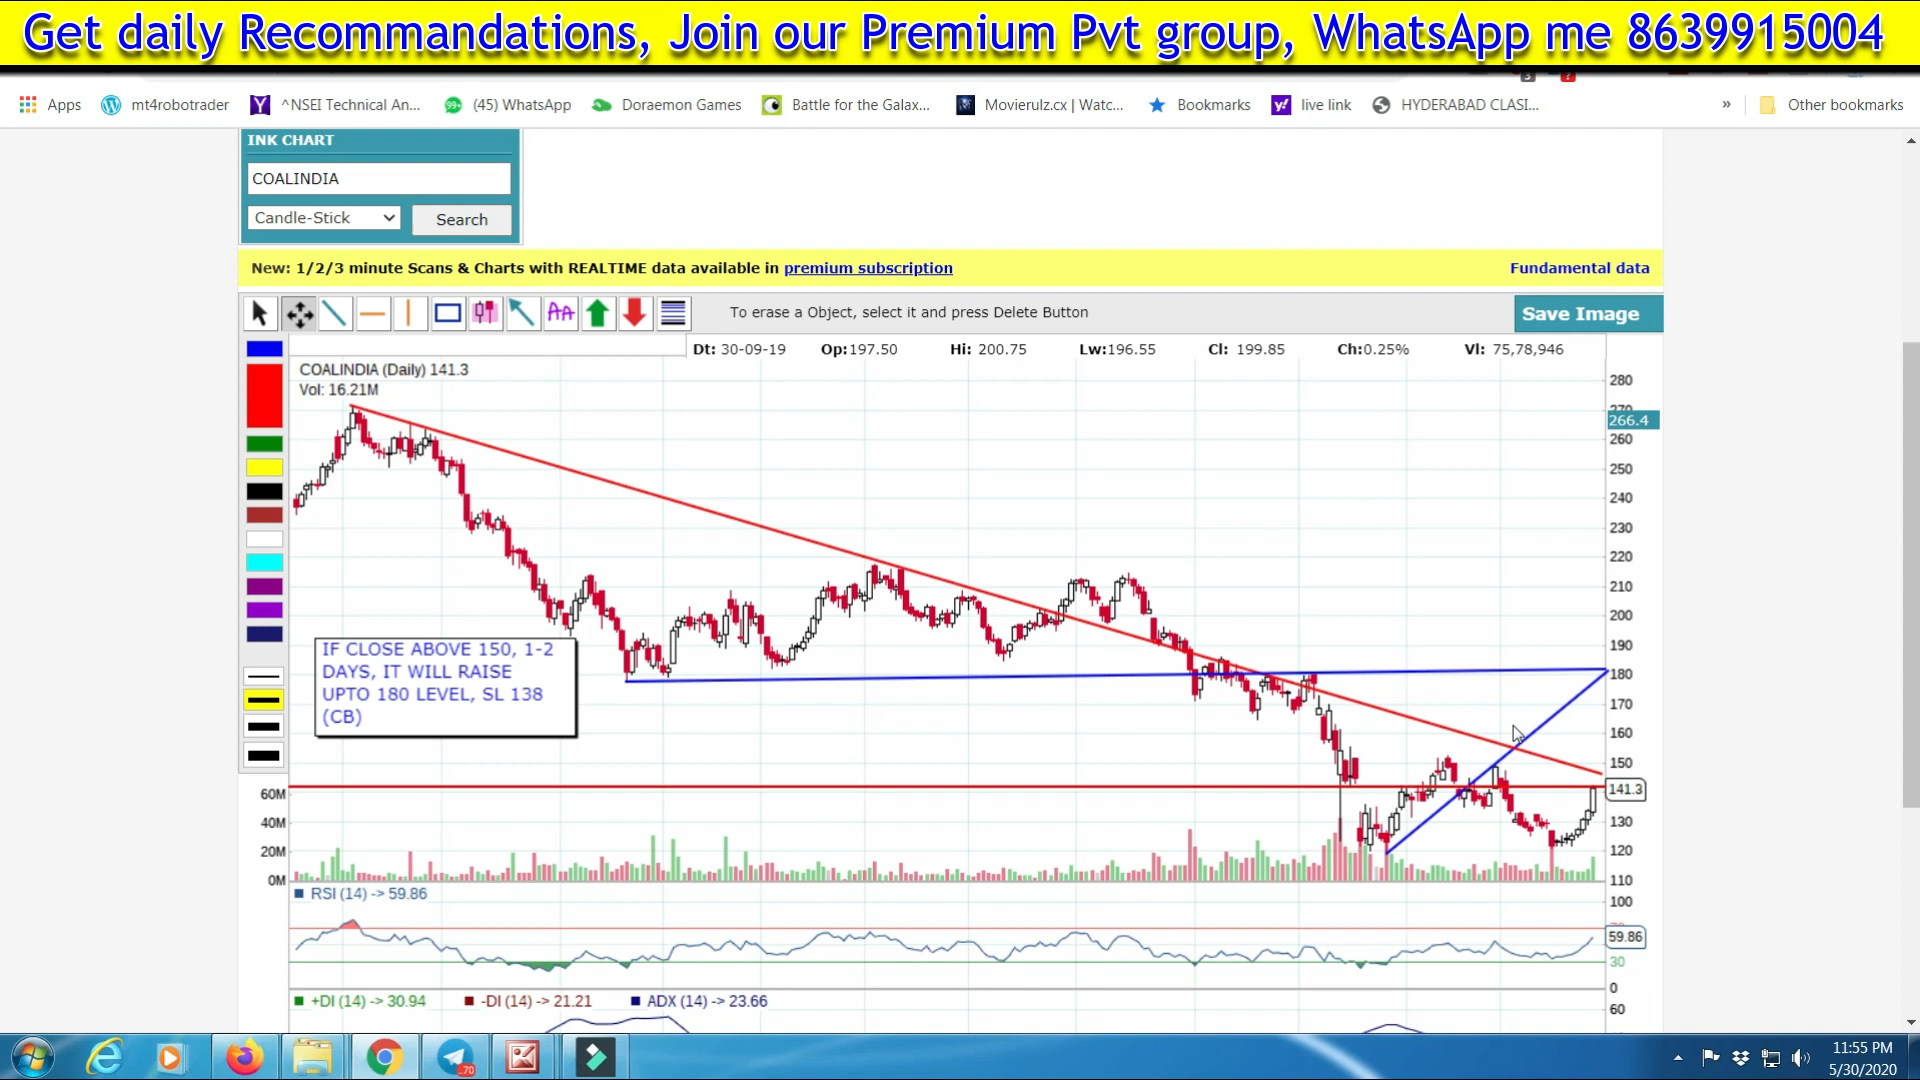 Get daily Recommandations, Join our Premium Pvt group, WhatsApp me 8639915004
Apps mt4robotrader ^NSEI Technical An... (45) WhatsApp Doraemon Games Battle for the Galax... Movierulz.cx | Watc... Bookmarks live link HYDERABAD CLASI... » Other bookmarks
INK CHART
COALINDIA
Candle-Stick Search
New: 1/2/3 minute Scans & Charts with REALTIME data available in premium subscription Fundamental data
To erase a Object, select it and press Delete Button Save Image
Dt: 30-09-19 Op:197.50 Hi: 200.75 Lw:196.55 Cl: 199.85 Ch:0.25% Vl: 75,78,946
COALINDIA (Daily) 141.3
Vol: 16.21M
280
270
266.4
260
250
240
230
220
210
200
190
180
170
160
150
141.3
130
120
110
IF CLOSE ABOVE 150, 1-2
DAYS, IT WILL RAISE
UPTO 180 LEVEL, SL 138
(CB)
60M
40M
20M
0M
RSI (14) -> 59.86
100
59.86
30
0
+DI (14) -> 30.94 -DI (14) -> 21.21 ADX (14) -> 23.66
60
70
11:55 PM
5/30/2020